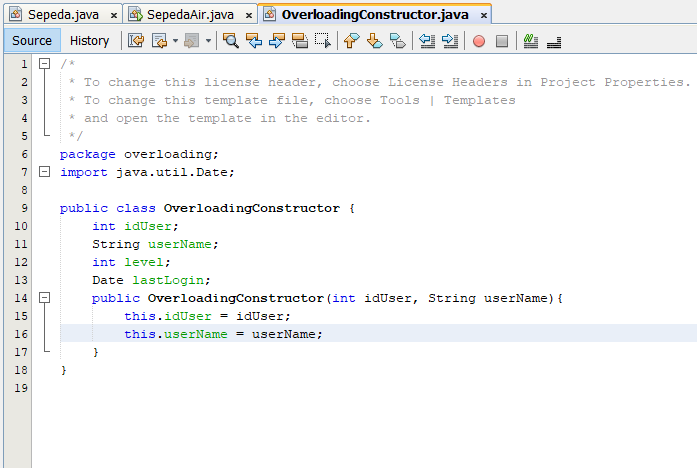 Sepeda.java x SepedaAir.java x OverloadingConstructor.java x
Source History
1 /*
2 * To change this license header, choose License Headers in Project Properties.
3 * To change this template file, choose Tools | Templates
4 * and open the template in the editor.
5 */
6 package overloading;
7 import java.util.Date;
8
9 public class OverloadingConstructor {
10 int idUser;
11 String userName;
12 int level;
13 Date lastLogin;
14 public OverloadingConstructor(int idUser, String userName){
15 this.idUser = idUser;
16 this.userName = userName;
17 }
18 }
19